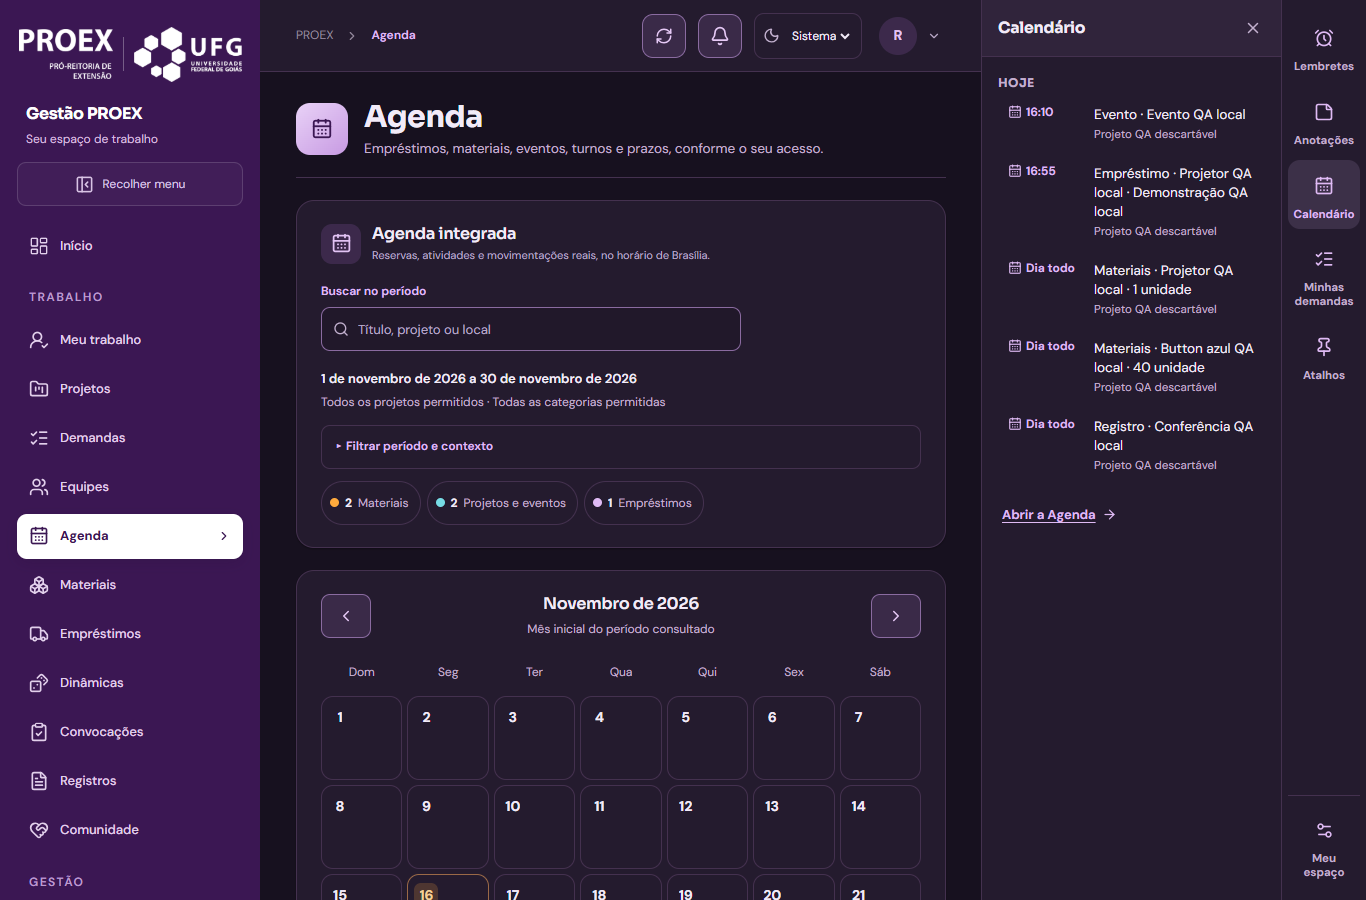 PROEX
PRÓ-REITORIA DE
EXTENSÃO
UFG
UNIVERSIDADE
FEDERAL DE GOIÁS
Gestão PROEX
Seu espaço de trabalho
Recolher menu
Início
TRABALHO
Meu trabalho
Projetos
Demandas
Equipes
Agenda
Materiais
Empréstimos
Dinâmicas
Convocações
Registros
Comunidade
GESTÃO
PROEX
Agenda
Sistema
R
Agenda
Empréstimos, materiais, eventos, turnos e prazos, conforme o seu acesso.
Agenda integrada
Reservas, atividades e movimentações reais, no horário de Brasília.
Buscar no período
Título, projeto ou local
1 de novembro de 2026 a 30 de novembro de 2026
Todos os projetos permitidos · Todas as categorias permitidas
Filtrar período e contexto
2 Materiais
2 Projetos e eventos
1 Empréstimos
Novembro de 2026
Mês inicial do período consultado
Dom Seg Ter Qua Qui Sex Sáb
1 2 3 4 5 6 7
8 9 10 11 12 13 14
15 16 17 18 19 20 21
Calendário
HOJE
16:10
Evento · Evento QA local
Projeto QA descartável
16:55
Empréstimo · Projetor QA
local · Demonstração QA
local
Projeto QA descartável
Dia todo
Materiais · Projetor QA
local · 1 unidade
Projeto QA descartável
Dia todo
Materiais · Button azul QA
local · 40 unidade
Projeto QA descartável
Dia todo
Registro · Conferência QA
local
Projeto QA descartável
Abrir a Agenda
Lembretes
Anotações
Calendário
Minhas
demandas
Atalhos
Meu
espaço